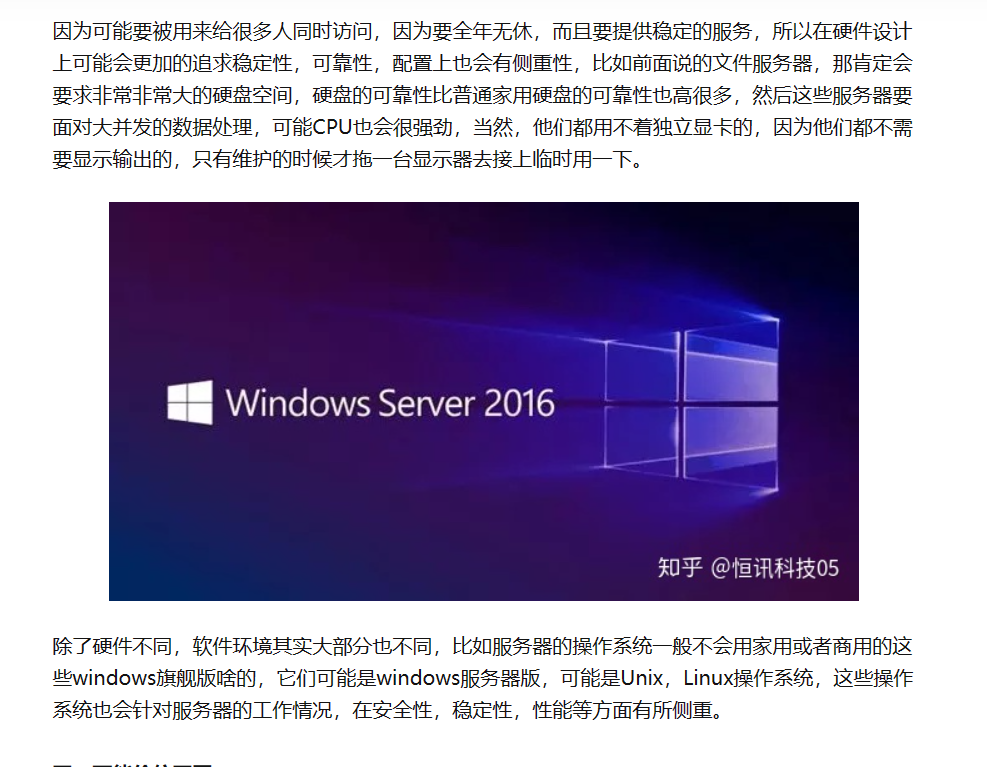 因为可能要被用来给很多人同时访问，因为要全年无休，而且要提供稳定的服务，所以在硬件设计
上可能会更加的追求稳定性，可靠性，配置上也会有侧重性，比如前面说的文件服务器，那肯定会
要求非常非常大的硬盘空间，硬盘的可靠性比普通家用硬盘的可靠性也高很多，然后这些服务器要
面对大并发的数据处理，可能CPU也会很强劲，当然，他们都用不着独立显卡的，因为他们都不需
要显示输出的，只有维护的时候才拖一台显示器去接上临时用一下。
Windows Server 2016
知乎 @恒讯科技05
除了硬件不同，软件环境其实大部分也不同，比如服务器的操作系统一般不会用家用或者商用的这
些windows旗舰版啥的，它们可能是windows服务器版，可能是Unix，Linux操作系统，这些操作
系统也会针对服务器的工作情况，在安全性，稳定性，性能等方面有所侧重。